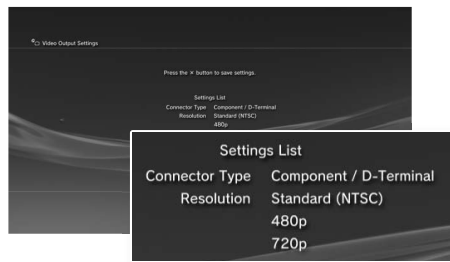 Video Output Settings
Press the ✕ button to save settings.
Settings List
Connector Type Component / D-Terminal
Resolution Standard (NTSC)
480p
Settings List
Connector Type Component / D-Terminal
Resolution Standard (NTSC)
480p
720p